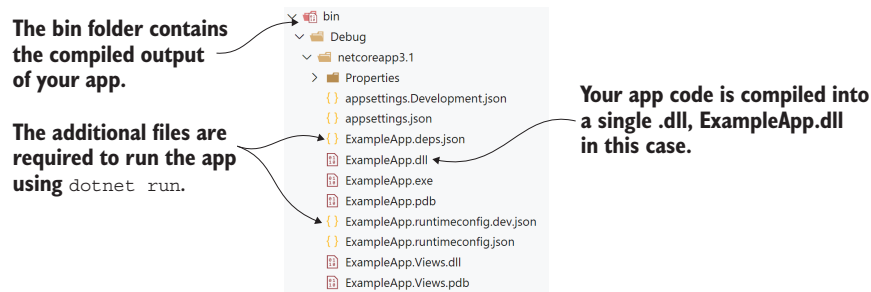 The bin folder contains
the compiled output
of your app.
The additional files are
required to run the app
using dotnet run.
bin
Debug
netcoreapp3.1
Properties
{ } appsettings.Development.json
{ } appsettings.json
{ } ExampleApp.deps.json
ExampleApp.dll
ExampleApp.exe
ExampleApp.pdb
{ } ExampleApp.runtimeconfig.dev.json
{ } ExampleApp.runtimeconfig.json
ExampleApp.Views.dll
ExampleApp.Views.pdb
Your app code is compiled into
a single .dll, ExampleApp.dll
in this case.